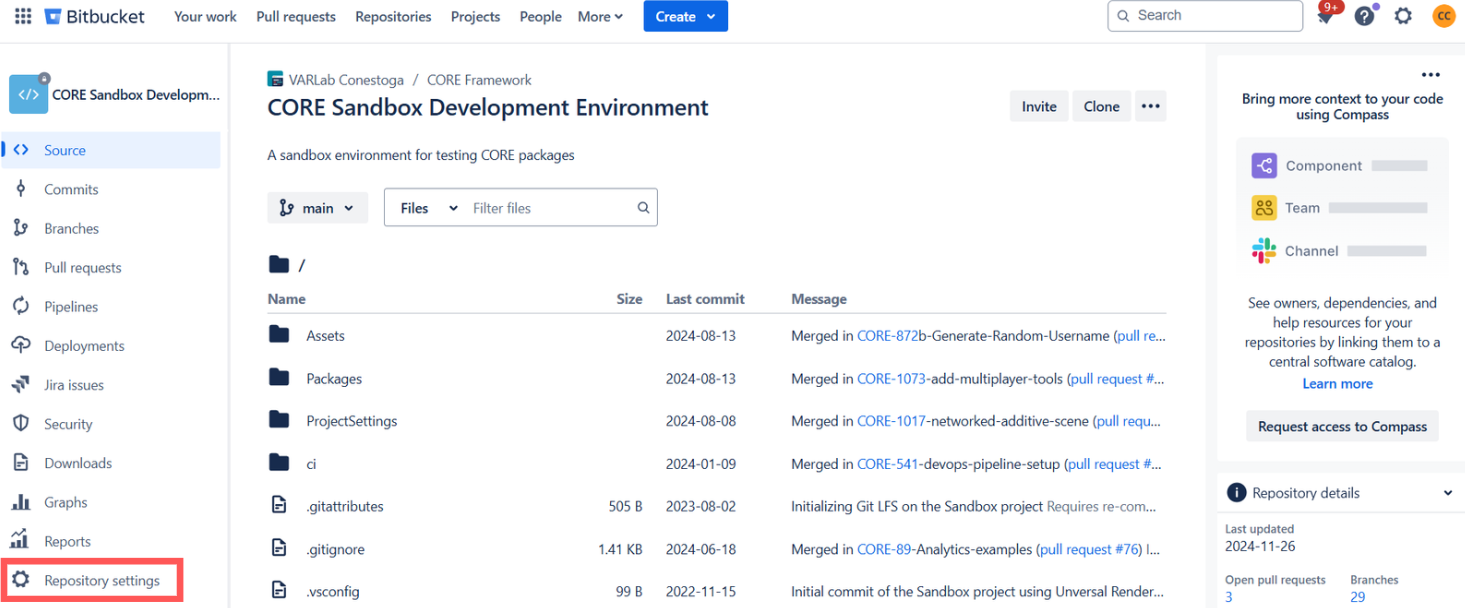 Bitbucket Your work Pull requests Repositories Projects People More Create Search 9+ CC
CORE Sandbox Developm...
Source
Commits
Branches
Pull requests
Pipelines
Deployments
Jira issues
Security
Downloads
Graphs
Reports
Repository settings
VARLab Conestoga / CORE Framework
CORE Sandbox Development Environment
Invite Clone
A sandbox environment for testing CORE packages
main Files Filter files
/
Name Size Last commit Message
Assets 2024-08-13 Merged in CORE-872b-Generate-Random-Username (pull re...
Packages 2024-08-13 Merged in CORE-1073-add-multiplayer-tools (pull request #...
ProjectSettings 2024-08-08 Merged in CORE-1017-networked-additive-scene (pull requ...
ci 2024-01-09 Merged in CORE-541-devops-pipeline-setup (pull request #...
.gitattributes 505 B 2023-08-02 Initializing Git LFS on the Sandbox project Requires re-com...
.gitignore 1.41 KB 2024-06-18 Merged in CORE-89-Analytics-examples (pull request #76) I...
.vsconfig 99 B 2022-11-15 Initial commit of the Sandbox project using Unversal Render...
Bring more context to your code
using Compass
Component
Team
Channel
See owners, dependencies, and
help resources for your
repositories by linking them to a
central software catalog.
Learn more
Request access to Compass
Repository details
Last updated
2024-11-26
Open pull requests Branches
3 29